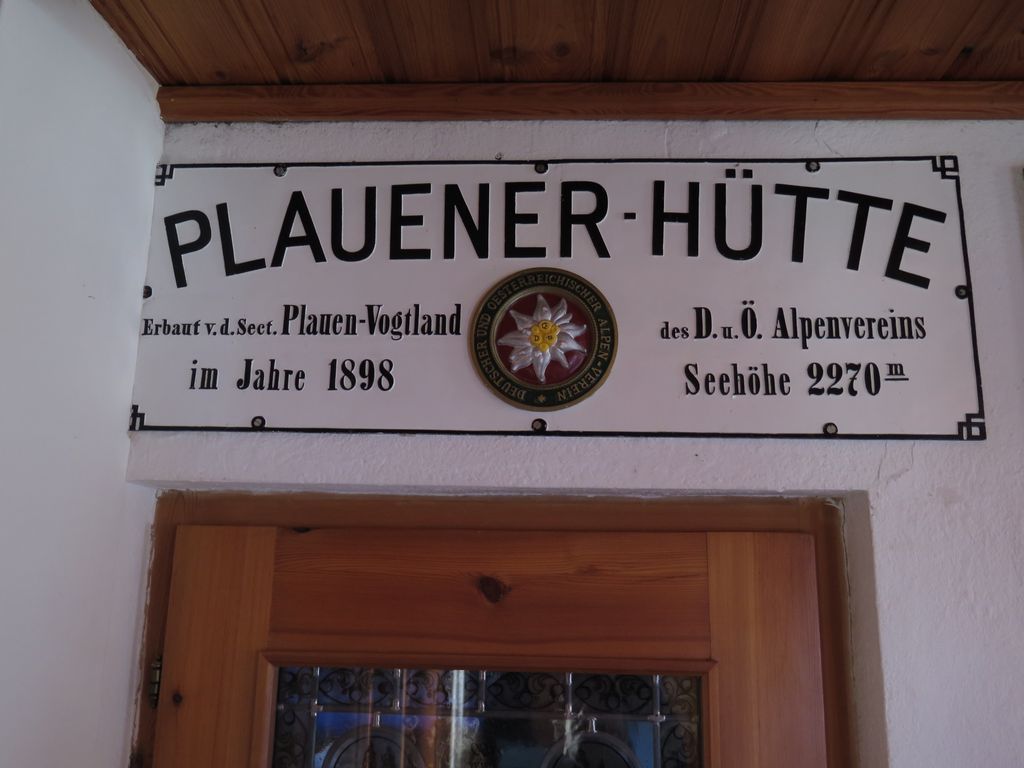 PLAUENER-HÜTTE
Erbaut v. d. Sect. Plauen-Vogtland
im Jahre 1898
DEUTSCHER UND OESTERREICHISCHER ALPEN-VEREIN
des D. u. Ö. Alpenvereins
Seehöhe 2270 m